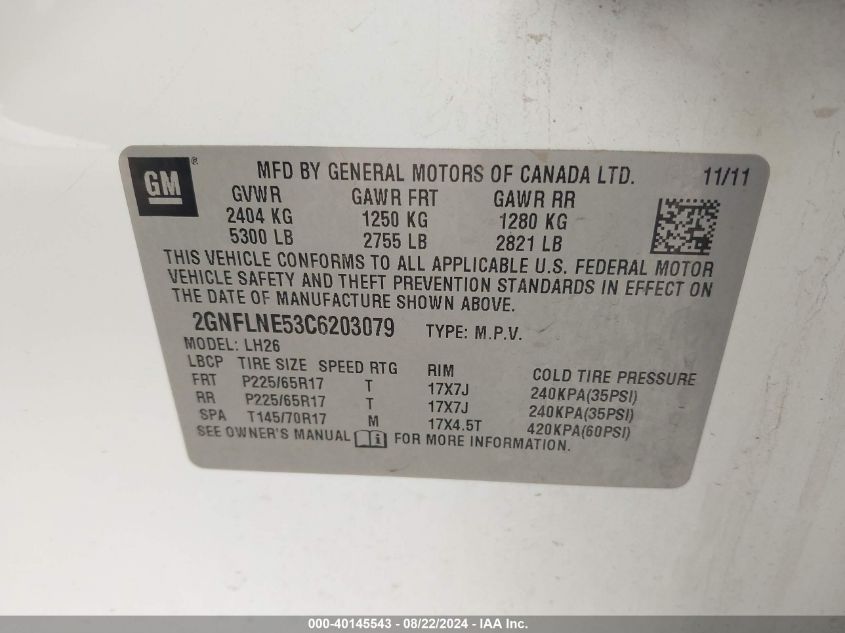 GM ® MFD BY GENERAL MOTORS OF CANADA LTD. 11/11
GVWR GAWR FRT GAWR RR
2404 KG 1250 KG 1280 KG
5300 LB 2755 LB 2821 LB
THIS VEHICLE CONFORMS TO ALL APPLICABLE U.S. FEDERAL MOTOR
VEHICLE SAFETY AND THEFT PREVENTION STANDARDS IN EFFECT ON
THE DATE OF MANUFACTURE SHOWN ABOVE.
2GNFLNE53C6203079 TYPE: M.P.V.
MODEL: LH26
LBCP TIRE SIZE SPEED RTG RIM COLD TIRE PRESSURE
FRT P225/65R17 T 17X7J 240KPA(35PSI)
RR P225/65R17 T 17X7J 240KPA(35PSI)
SPA T145/70R17 M 17X4.5T 420KPA(60PSI)
SEE OWNER'S MANUAL FOR MORE INFORMATION.
000-40145543 - 08/22/2024 - IAA Inc.